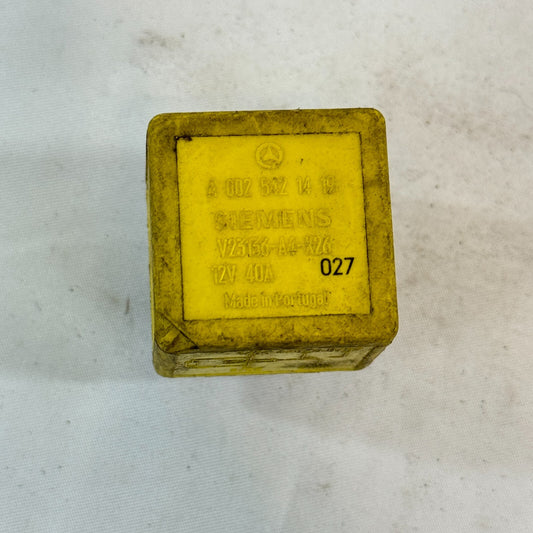 A 002 542 14 19
SIEMENS
V23136-A4-X26
12V 40A 027
Made in Portugal